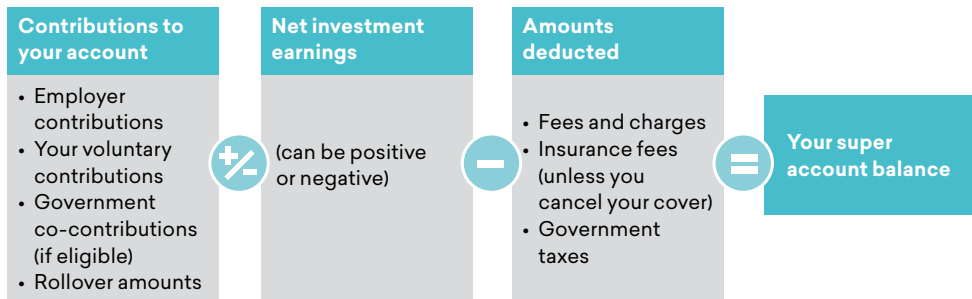 Contributions to
your account
• Employer
contributions
• Your voluntary
contributions
• Government
co-contributions
(if eligible)
• Rollover amounts
+/-
Net investment
earnings
(can be positive
or negative)
−
Amounts
deducted
• Fees and charges
• Insurance fees
(unless you
cancel your cover)
• Government
taxes
=
Your super
account balance